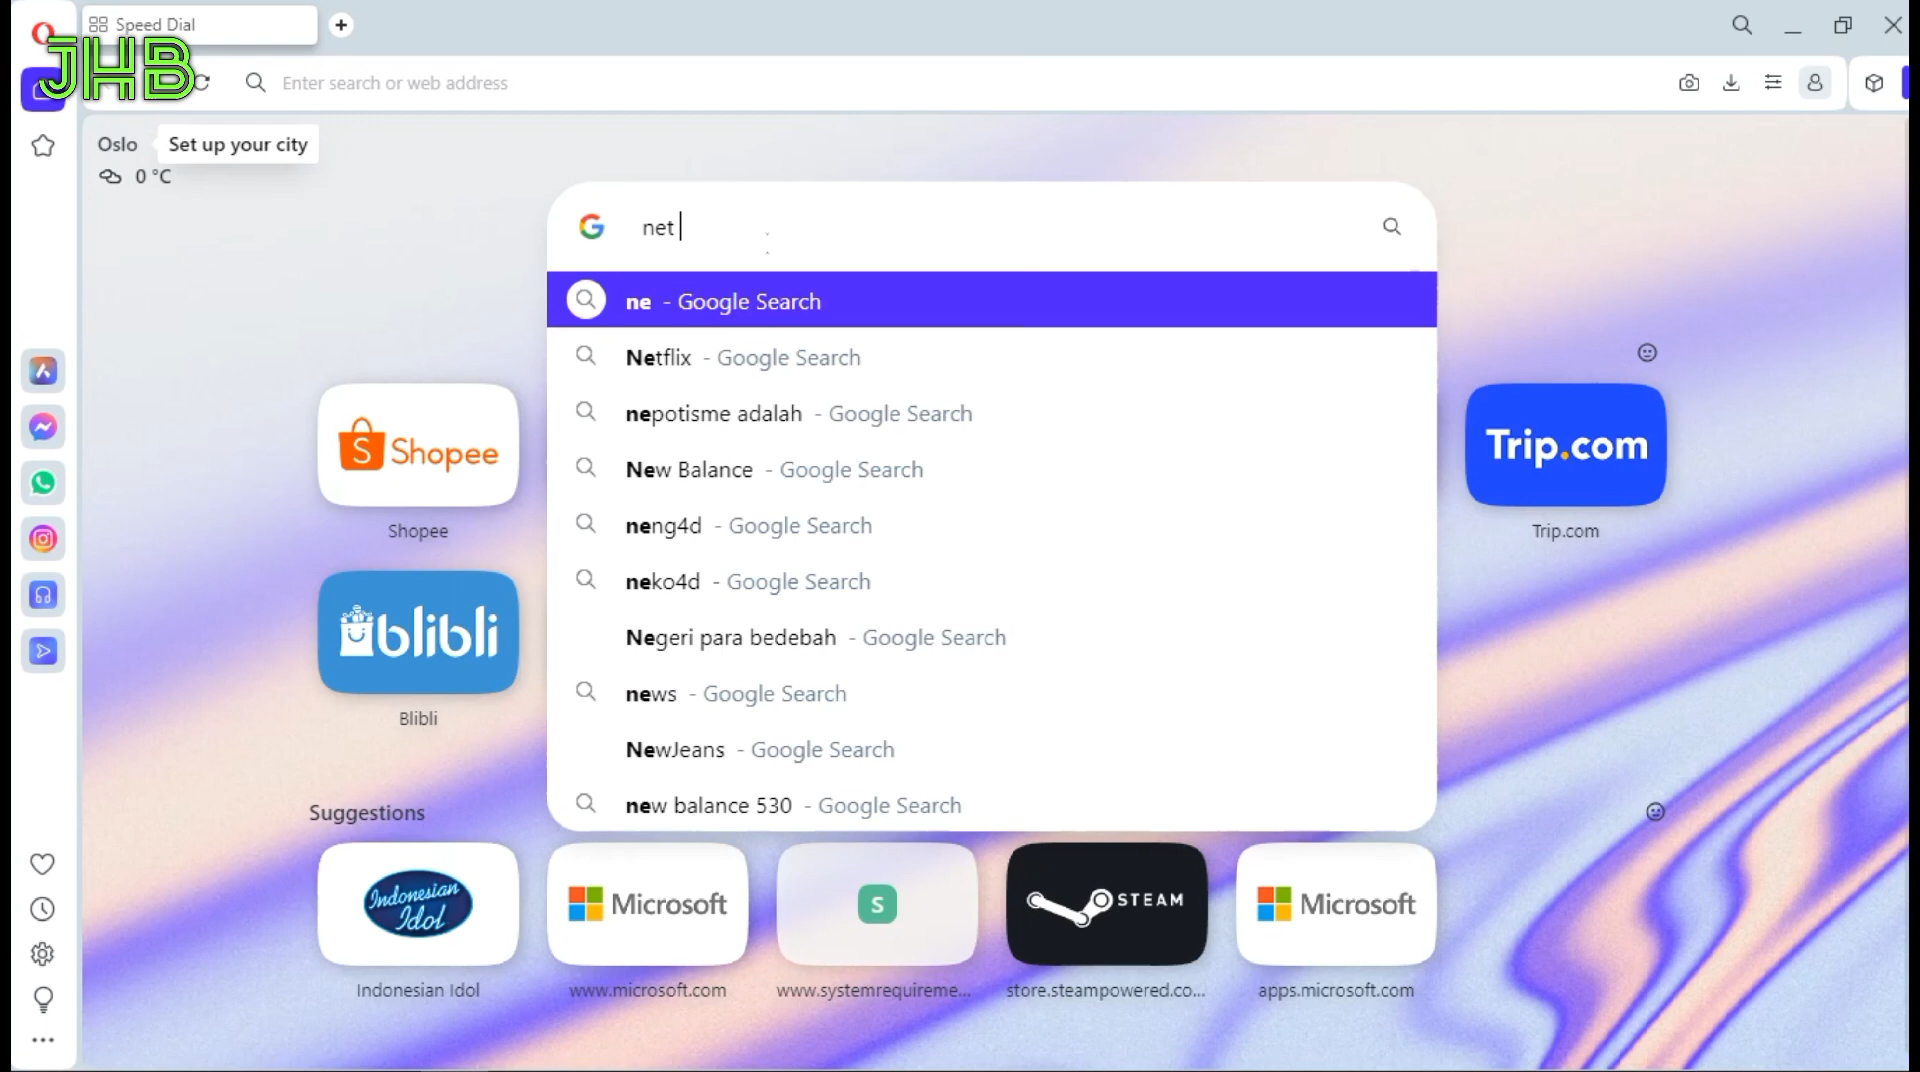 Speed Dial
JHB
Enter search or web address
Oslo
Set up your city
0 °C
net
ne - Google Search
Netflix - Google Search
nepotisme adalah - Google Search
New Balance - Google Search
neng4d - Google Search
neko4d - Google Search
Negeri para bedebah - Google Search
news - Google Search
NewJeans - Google Search
new balance 530 - Google Search
Shopee
Shopee
Trip.com
Trip.com
blibli
Blibli
Suggestions
Indonesian Idol
Microsoft
S
STEAM
Microsoft
Indonesian Idol
www.microsoft.com
www.systemrequireme...
store.steampowered.co...
apps.microsoft.com